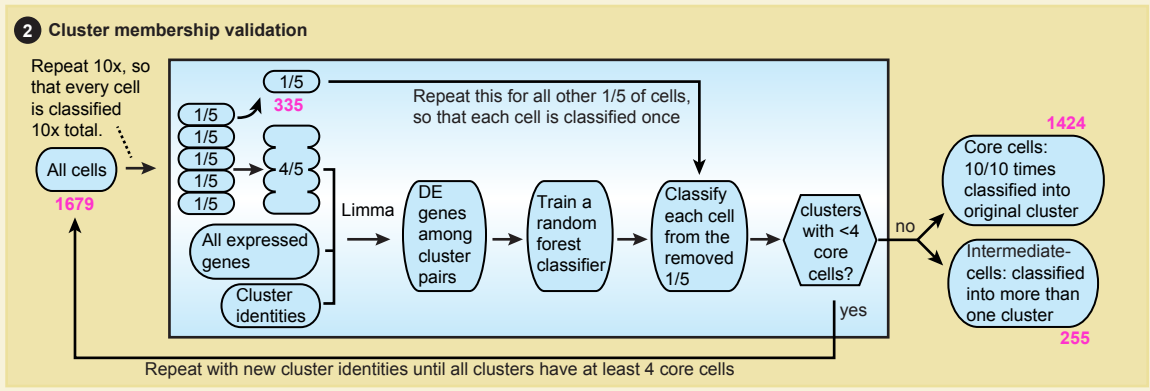 2 Cluster membership validation
Repeat 10x, so
that every cell
is classified
10x total.
All cells
1679
1/5
1/5
1/5
1/5
1/5
1/5
335
4/5
All expressed
genes
Cluster
identities
Limma
Repeat this for all other 1/5 of cells,
so that each cell is classified once
DE
genes
among
cluster
pairs
Train a
random
forest
classifier
Classify
each cell
from the
removed
1/5
clusters
with <4
core
cells?
no
yes
1424
Core cells:
10/10 times
classified into
original cluster
Intermediate-
cells: classified
into more than
one cluster
255
Repeat with new cluster identities until all clusters have at least 4 core cells